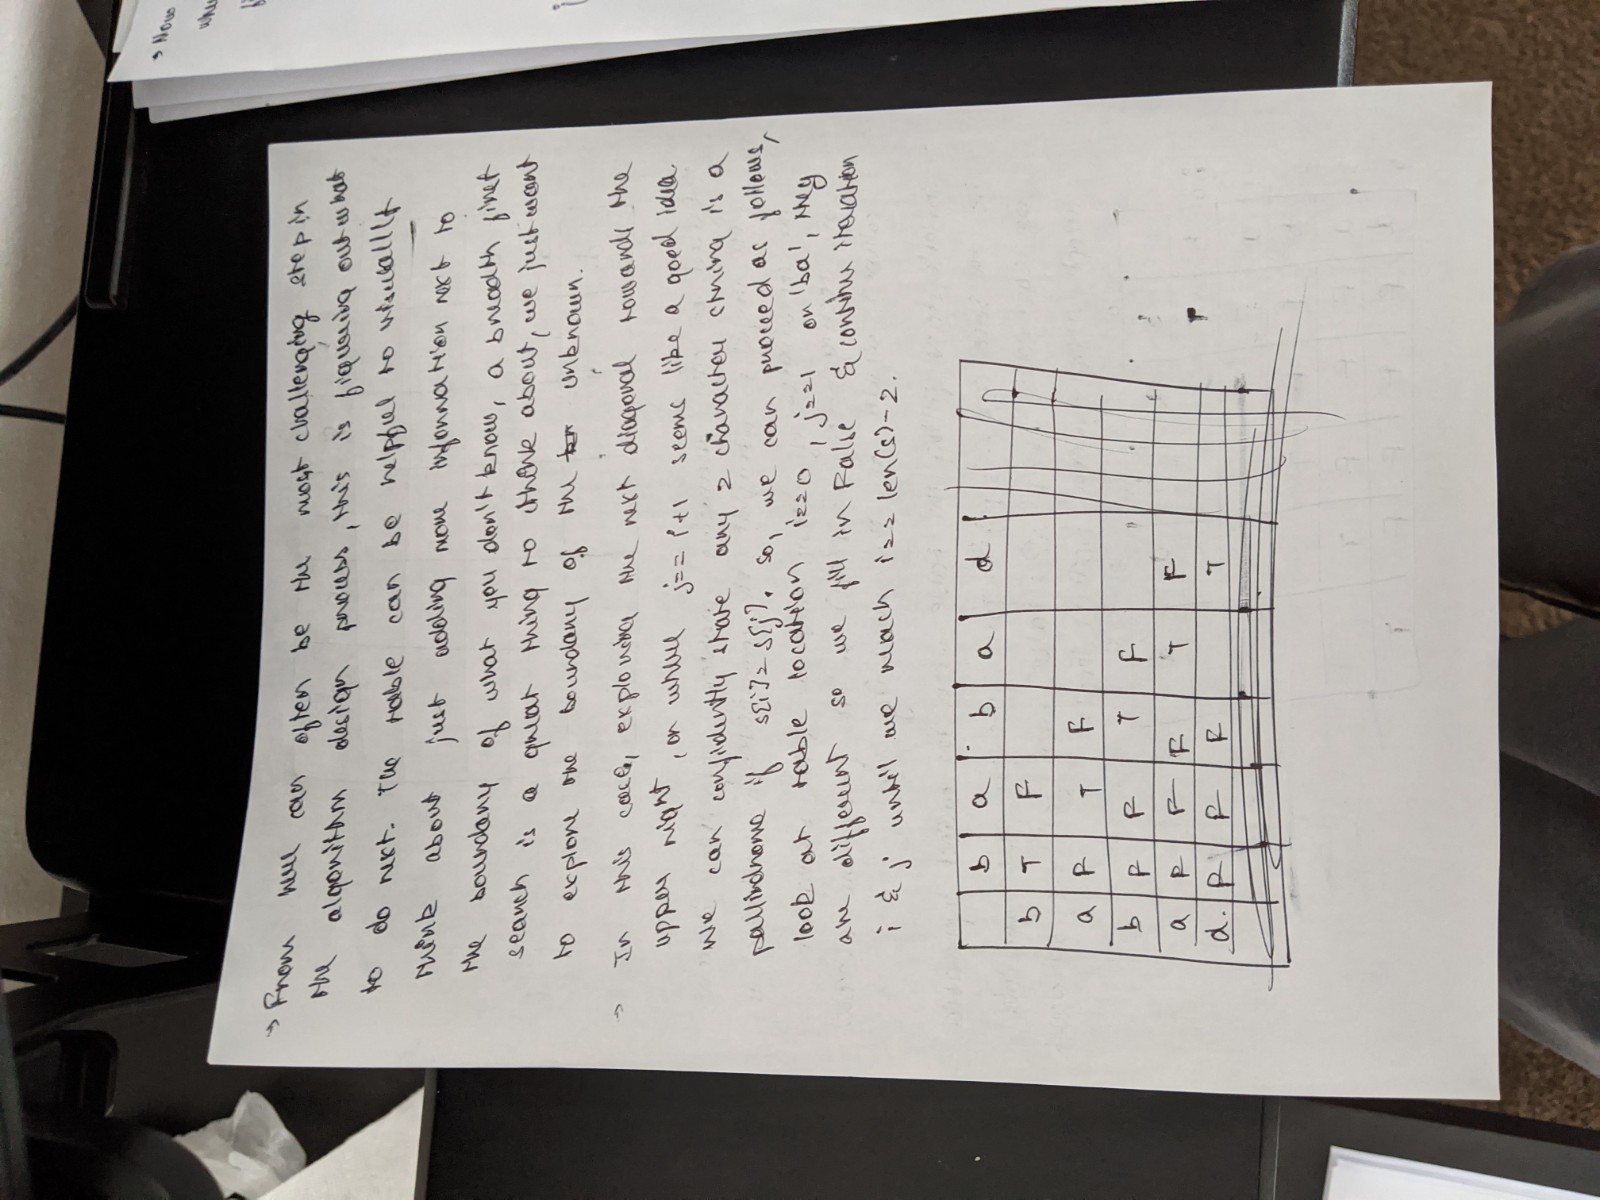 → From here can often be the most challenging step in
the algorithm design process, this is figuring out what
to do next. The table can be helpful to visually
think about just adding more information next to
the boundary of what you don't know, a breadth first
search is a great thing to think about, we just want
to explore the boundary of the unknown.
→ In this case, exploring the next diagonal towards the
upper right, or where j == i+1 seems like a good idea
we can confidently state any 2 character string is a
pallindrome if s[i] = s[j]. so, we can proceed as follows,
look at table location i==0, j==1 or 'ba', they
are different so we fill in False & continue iteration
i & j until we reach i == len(s)-2.
b a b a d
b T F
a F T F
b F F T F
a F F F T F
d. F F F T
→ Now